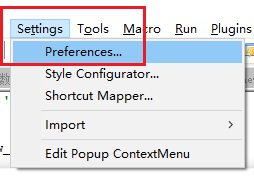 Settings Tools Macro Run Plugins
Preferences...
Style Configurator...
Shortcut Mapper...
Import
Edit Popup ContextMenu